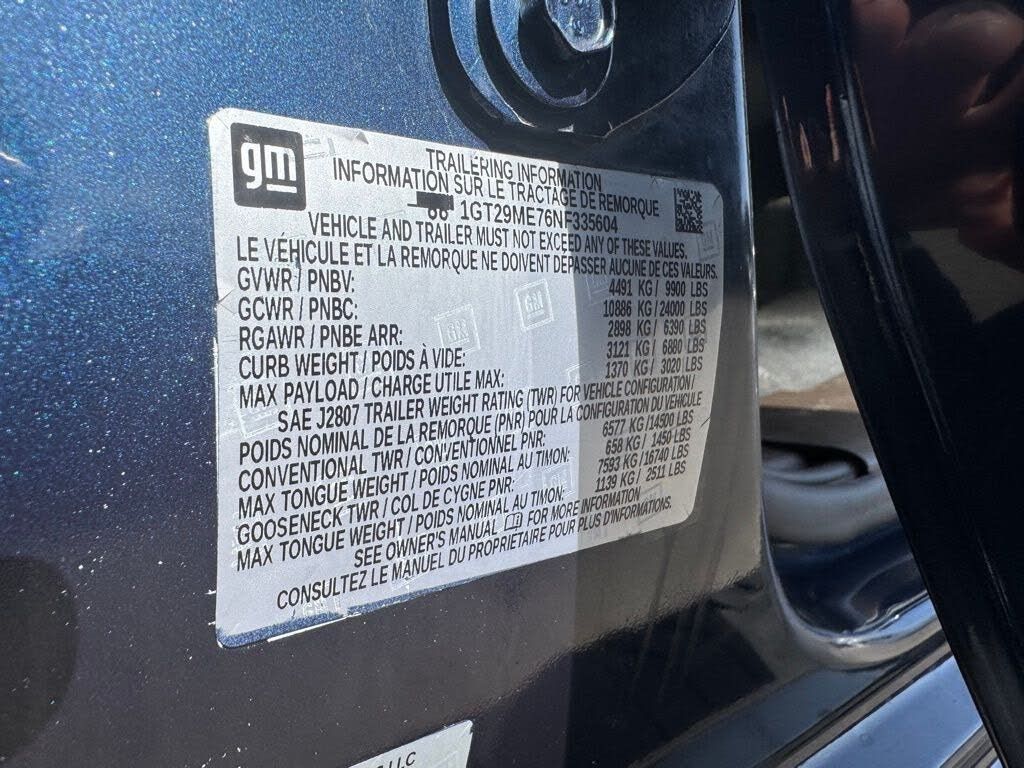 gm
TRAILERING INFORMATION
INFORMATION SUR LE TRACTAGE DE REMORQUE
1GT29ME76NF335604
VEHICLE AND TRAILER MUST NOT EXCEED ANY OF THESE VALUES.
LE VÉHICULE ET LA REMORQUE NE DOIVENT DÉPASSER AUCUNE DE CES VALEURS.
GVWR / PNBV: 4491 KG / 9900 LBS
GCWR / PNBC: 10886 KG / 24000 LBS
RGAWR / PNBE ARR: 2898 KG / 6390 LBS
CURB WEIGHT / POIDS À VIDE: 3121 KG / 6880 LBS
MAX PAYLOAD / CHARGE UTILE MAX: 1370 KG / 3020 LBS
SAE J2807 TRAILER WEIGHT RATING (TWR) FOR VEHICLE CONFIGURATION /
POIDS NOMINAL DE LA REMORQUE (PNR) POUR LA CONFIGURATION DU VÉHICULE
CONVENTIONAL TWR / CONVENTIONNEL PNR: 6577 KG / 14500 LBS
MAX TONGUE WEIGHT / POIDS NOMINAL AU TIMON: 658 KG / 1450 LBS
GOOSENECK TWR / COL DE CYGNE PNR: 7593 KG / 16740 LBS
MAX TONGUE WEIGHT / POIDS NOMINAL AU TIMON: 1139 KG / 2511 LBS
SEE OWNER'S MANUAL FOR MORE INFORMATION
CONSULTEZ LE MANUEL DU PROPRIÉTAIRE POUR PLUS D'INFORMATIONS.
GM
GM
LLC